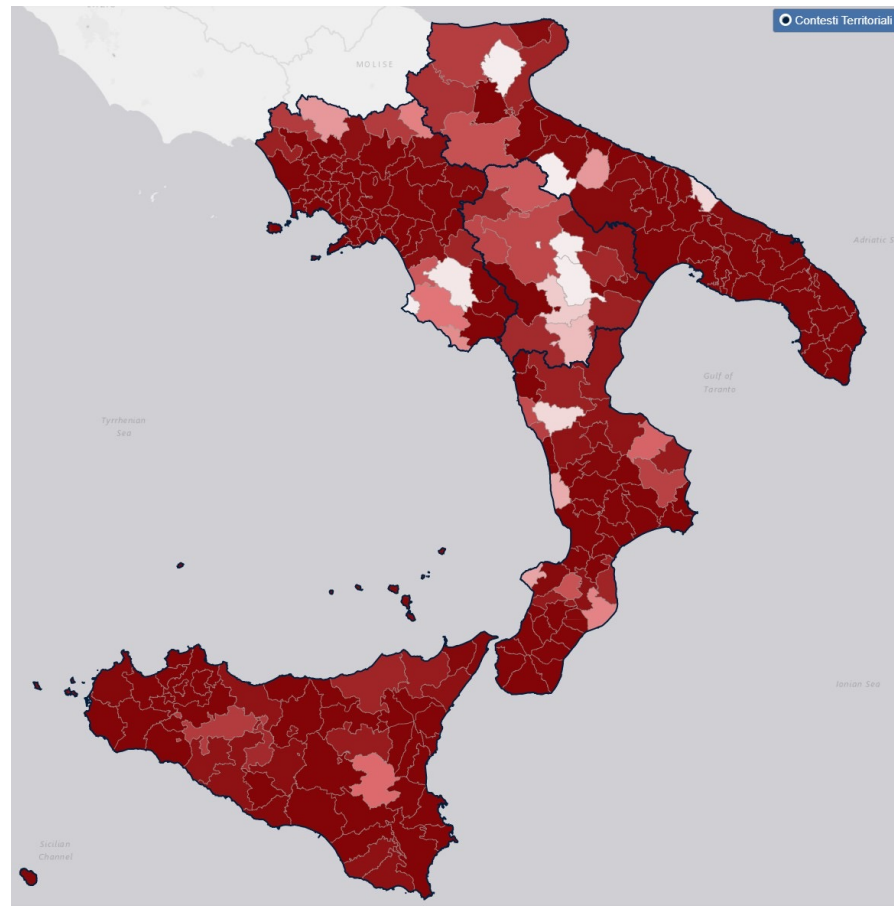 Contesti Territoriali
MOLISE
Adriatic S
Gulf of
Taranto
Tyrrhenian
Sea
Ionian Sea
Sicilian
Channel